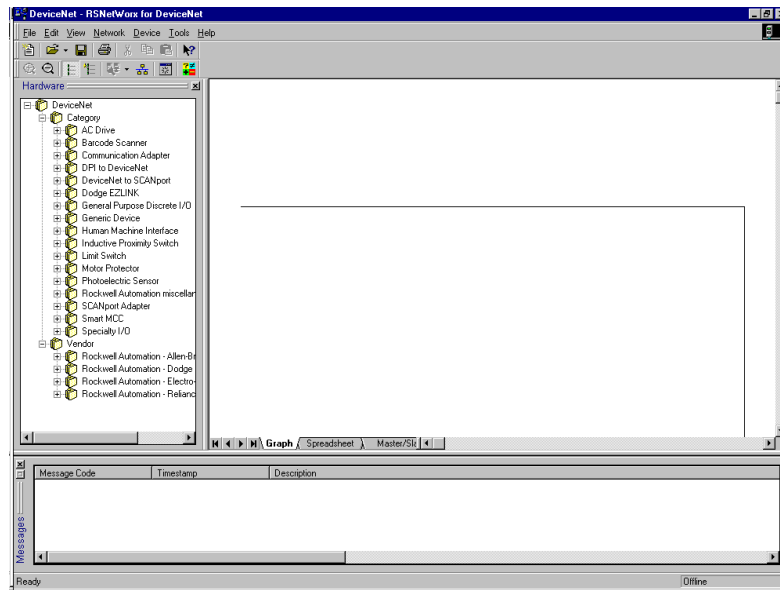 DeviceNet - RSNetWorx for DeviceNet
File Edit View Network Device Tools Help
Hardware
DeviceNet
Category
AC Drive
Barcode Scanner
Communication Adapter
DPI to DeviceNet
DeviceNet to SCANport
Dodge EZLINK
General Purpose Discrete I/O
Generic Device
Human Machine Interface
Inductive Proximity Switch
Limit Switch
Motor Protector
Photoelectric Sensor
Rockwell Automation miscellar
SCANport Adapter
Smart MCC
Specialty I/O
Vendor
Rockwell Automation - Allen-Br
Rockwell Automation - Dodge
Rockwell Automation - Electro-
Rockwell Automation - Relianc
Graph Spreadsheet Master/Sla
Message Code Timestamp Description
Messages
Ready Offline